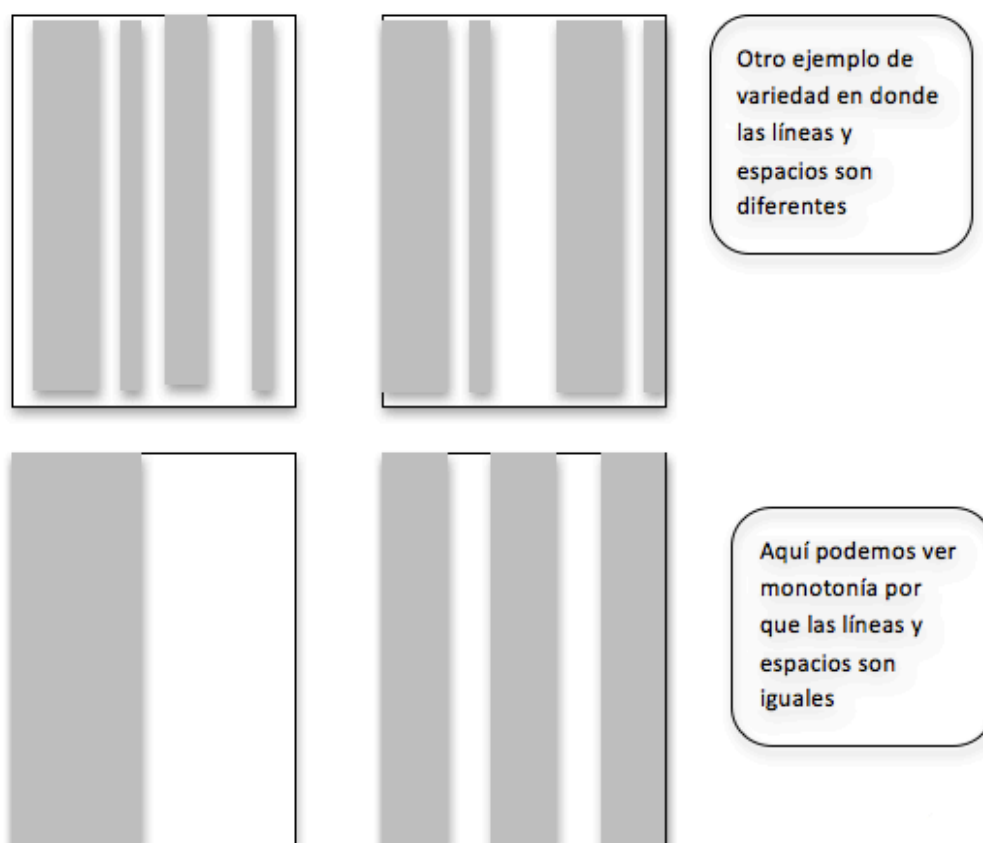 Otro ejemplo de
variedad en donde
las líneas y
espacios son
diferentes
Aquí podemos ver
monotonía por
que las líneas y
espacios son
iguales